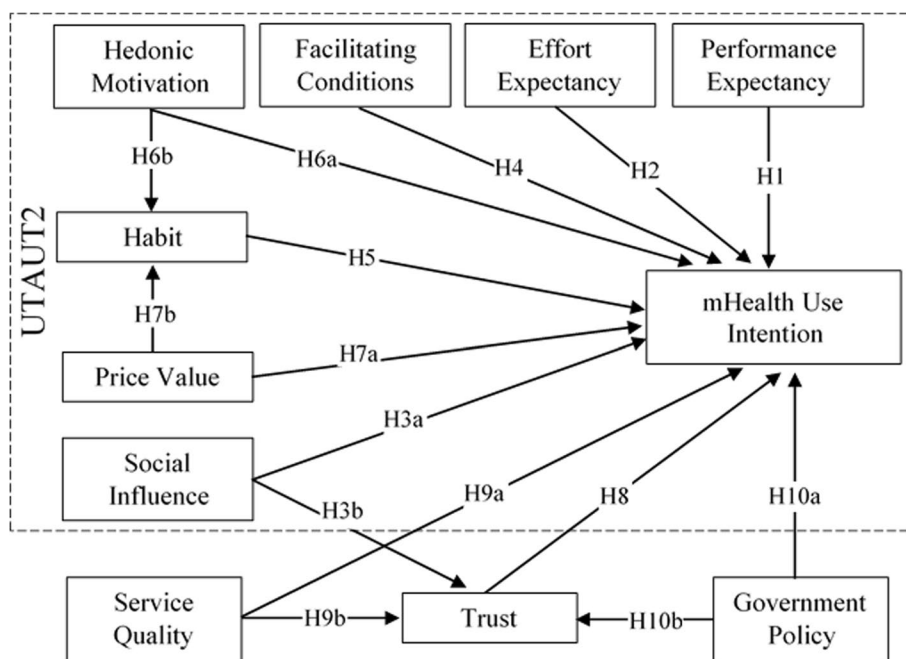 Hedonic
Motivation
Facilitating
Conditions
Effort
Expectancy
Performance
Expectancy
H6b
H6a
H4
H2
H1
UTAUT2
Habit
H5
mHealth Use
Intention
H7b
H7a
Price Value
H3a
Social
Influence
H9a
H8
H10a
H3b
Service
Quality
H9b
Trust
H10b
Government
Policy